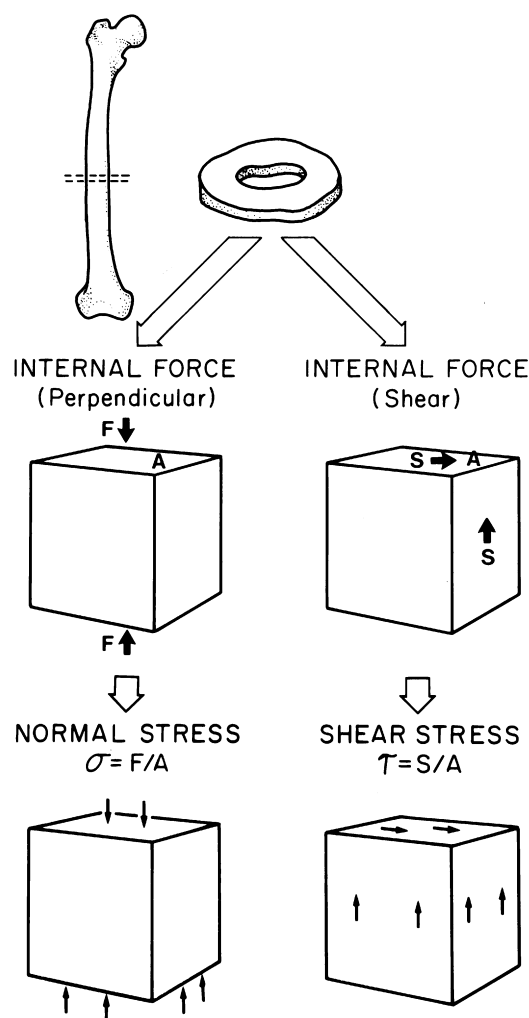 INTERNAL FORCE
(Perpendicular)
F
A
F
NORMAL STRESS
σ = F/A
INTERNAL FORCE
(Shear)
S A
S
SHEAR STRESS
τ = S/A